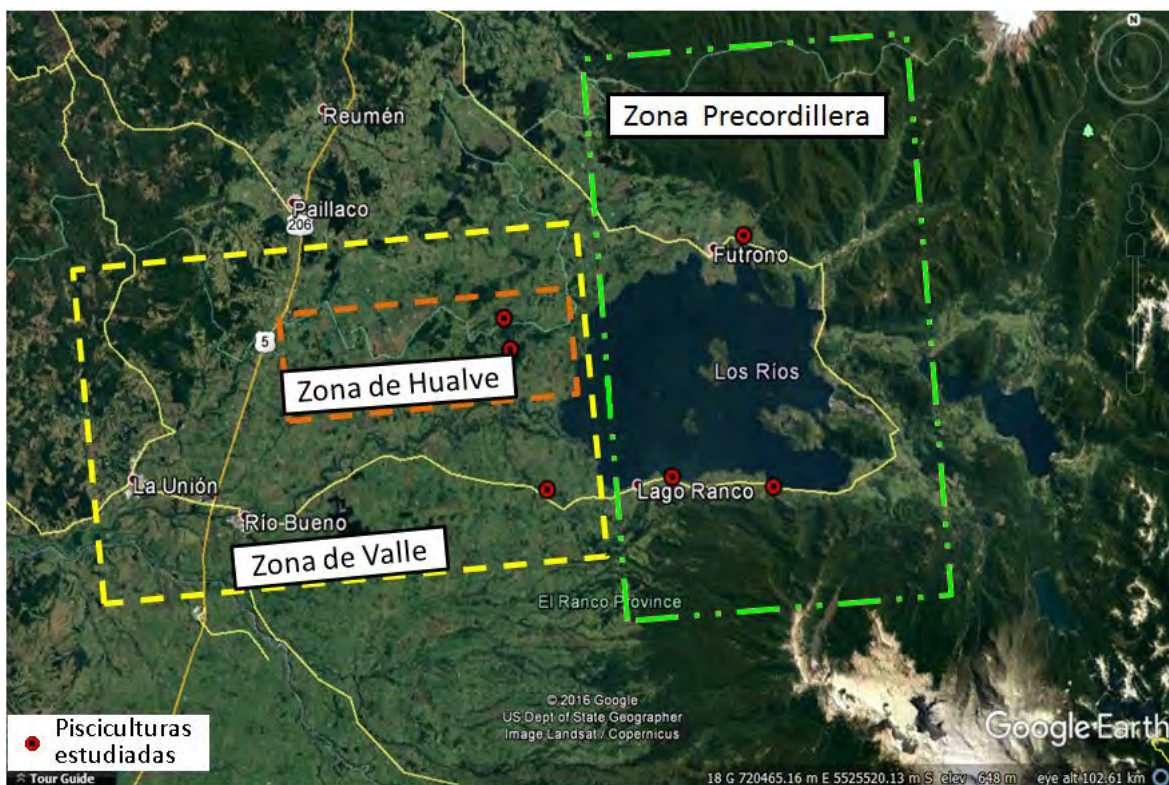 N
Zona Precordillera
Reumén
Paillaco
206
Futrono
5
Zona de Hualve
Los Ríos
La Unión
Lago Ranco
Río Bueno
Zona de Valle
El Ranco Province
© 2016 Google
US Dept of State Geographer
Image Landsat / Copernicus
Google Earth
Pisciculturas
estudiadas
Tour Guide
18 G 720465.16 m E 5525520.13 m S elev 648 m eye alt 102.61 km